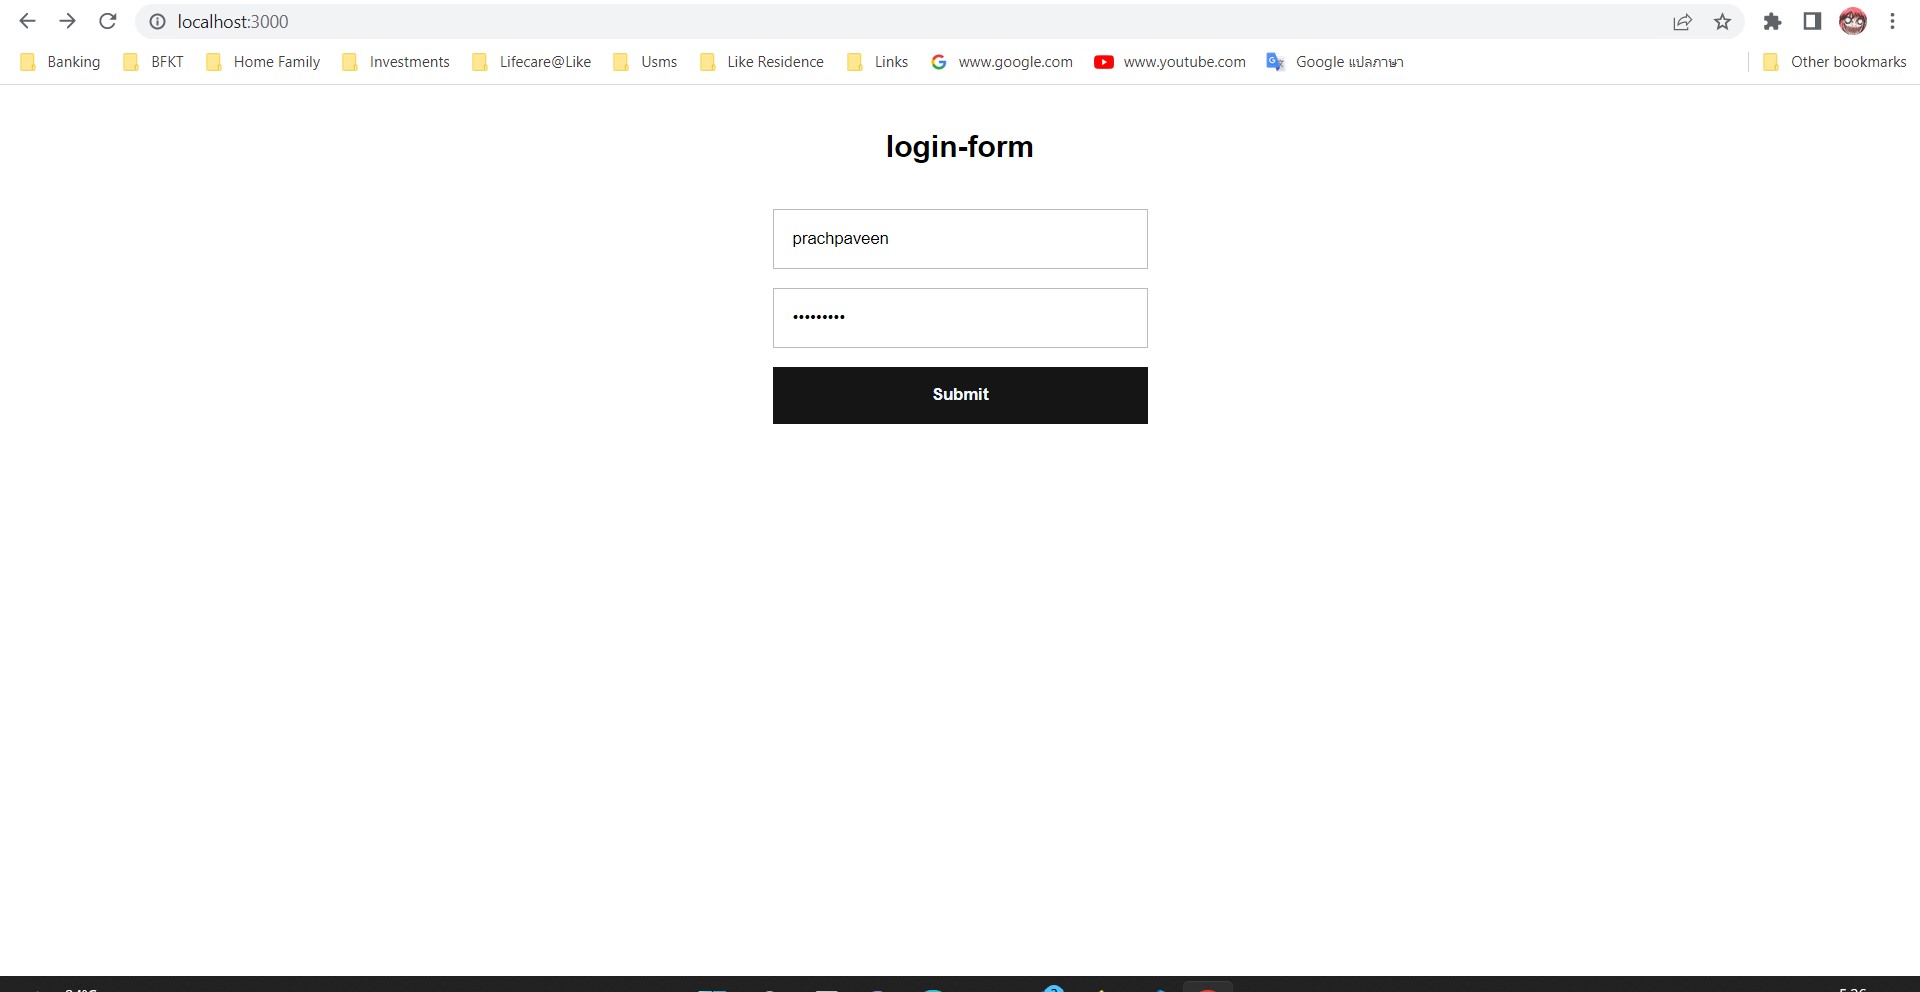 localhost:3000
Banking BFKT Home Family Investments Lifecare@Like Usms Like Residence Links www.google.com www.youtube.com Google แปลภาษา Other bookmarks
login-form
prachpaveen
•••••••••
Submit